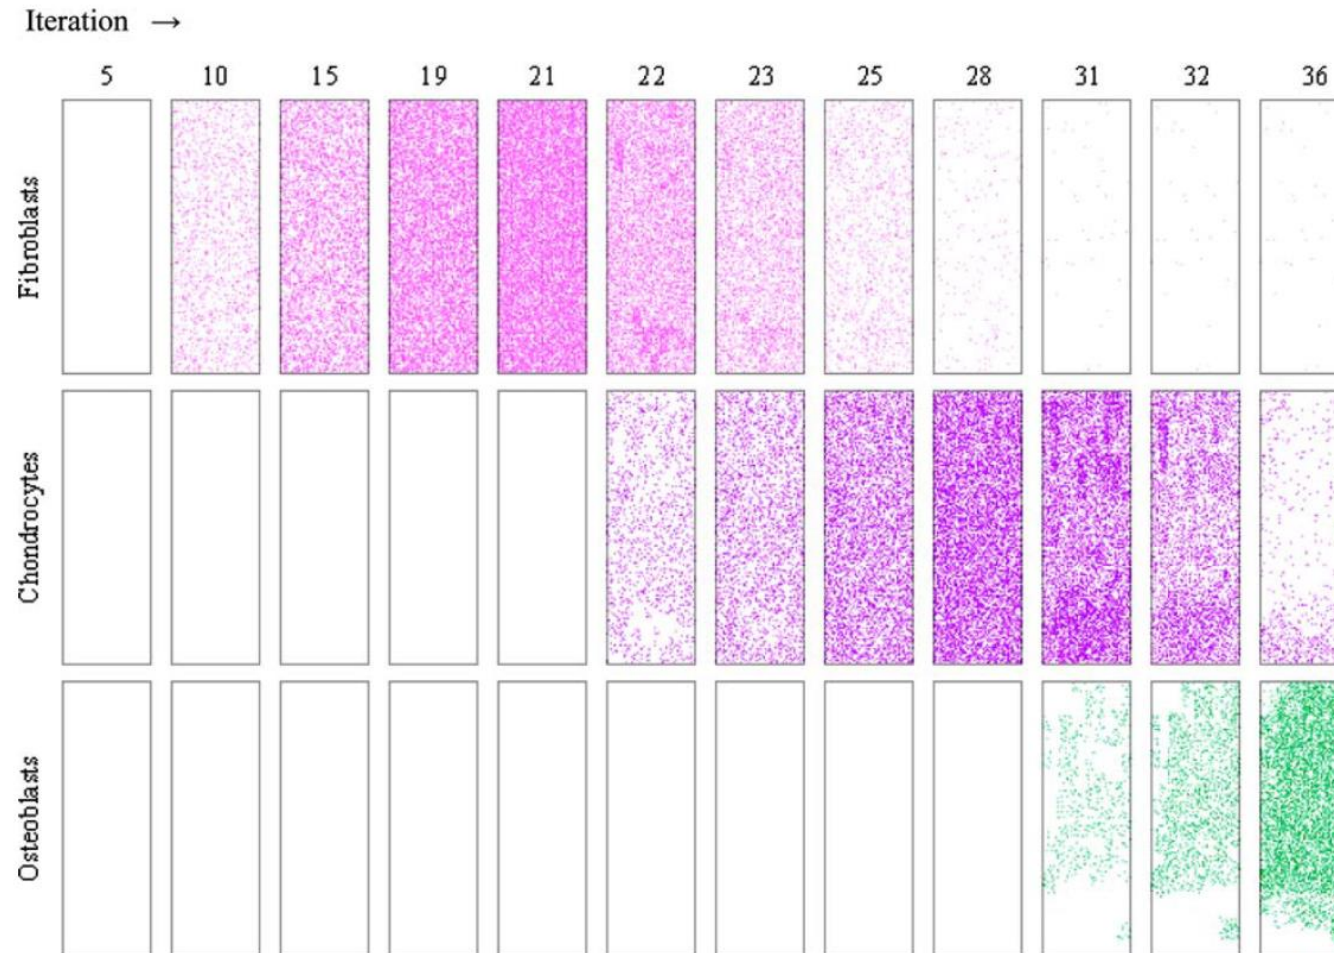 Iteration →
5 10 15 19 21 22 23 25 28 31 32 36
Fibroblasts
Chondrocytes
Osteoblasts